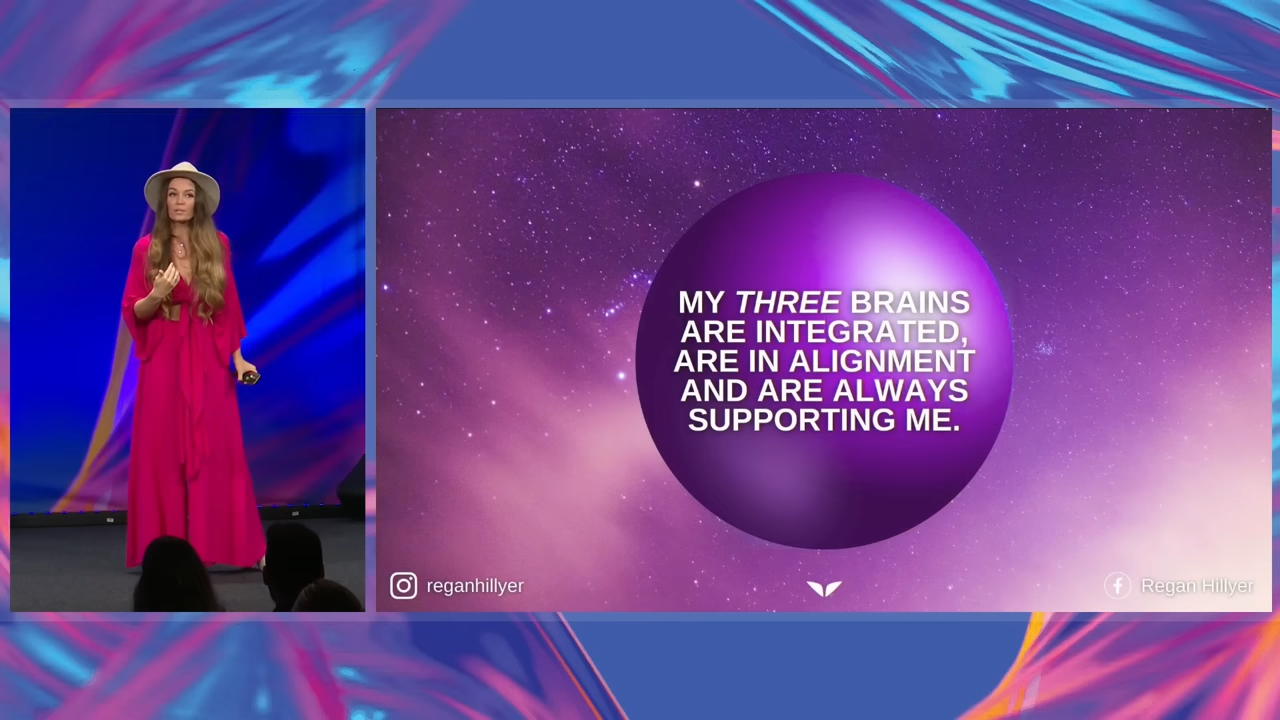 MY THREE BRAINS
ARE INTEGRATED,
ARE IN ALIGNMENT
AND ARE ALWAYS
SUPPORTING ME.
reganhillyer
Regan Hillyer